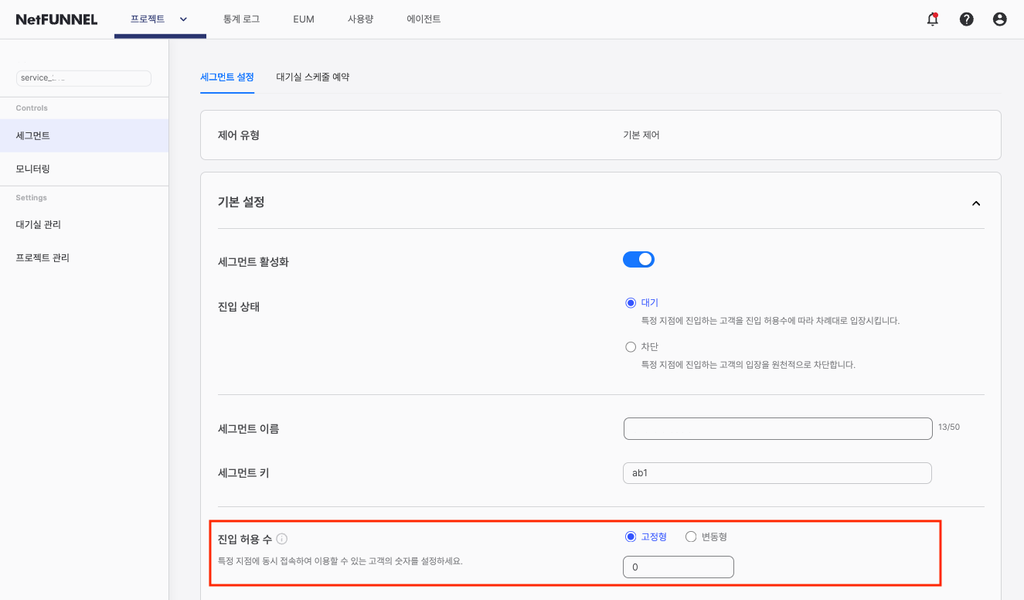 NetFUNNEL
프로젝트
통계 로그
EUM
사용량
에이전트
service_
Controls
세그먼트
모니터링
Settings
대기실 관리
프로젝트 관리
세그먼트 설정
대기실 스케줄 예약
제어 유형
기본 제어
기본 설정
세그먼트 활성화
진입 상태
대기
특정 지점에 진입하는 고객을 진입 허용수에 따라 차례대로 입장시킵니다.
차단
특정 지점에 진입하는 고객의 입장을 원천적으로 차단합니다.
세그먼트 이름
13/50
세그먼트 키
ab1
진입 허용 수
고정형
변동형
특정 지점에 동시 접속하여 이용할 수 있는 고객의 숫자를 설정하세요.
0